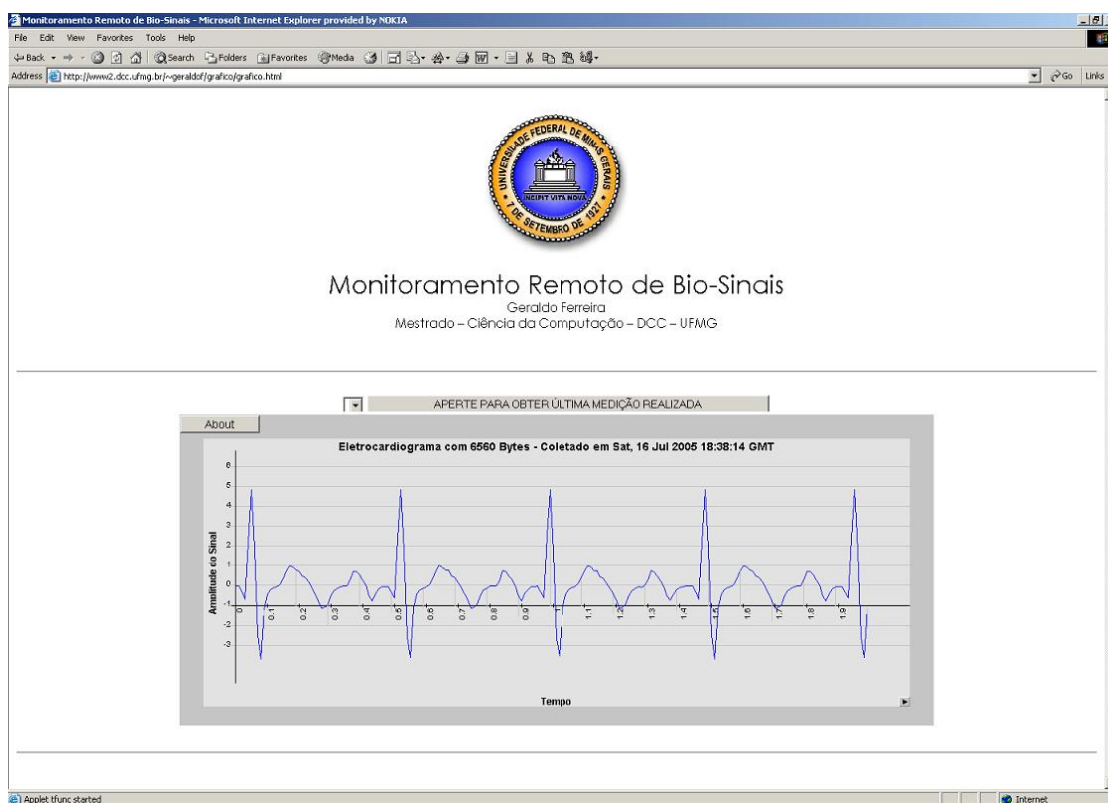 Monitoramento Remoto de Bio-Sinais - Microsoft Internet Explorer provided by NOKIA
File Edit View Favorites Tools Help
Back Search Folders Favorites Media
Address http://www2.dcc.ufmg.br/~geraldof/grafico/grafico.html Go Links
UNIVERSIDADE FEDERAL DE MINAS GERAIS
INCIPIT VITA NOVA
7 DE SETEMBRO DE 1927
Monitoramento Remoto de Bio-Sinais
Geraldo Ferreira
Mestrado – Ciência da Computação – DCC – UFMG
APERTE PARA OBTER ÚLTIMA MEDIÇÃO REALIZADA
About
Eletrocardiograma com 6560 Bytes - Coletado em Sat, 16 Jul 2005 18:38:14 GMT
Amplitude do Sinal
6
5
4
3
2
1
0
-1
-2
-3
0 0.1 0.2 0.3 0.4 0.5 0.6 0.7 0.8 0.9 1 1.1 1.2 1.3 1.4 1.5 1.6 1.7 1.8 1.9
Tempo
Applet tfunc started
Internet